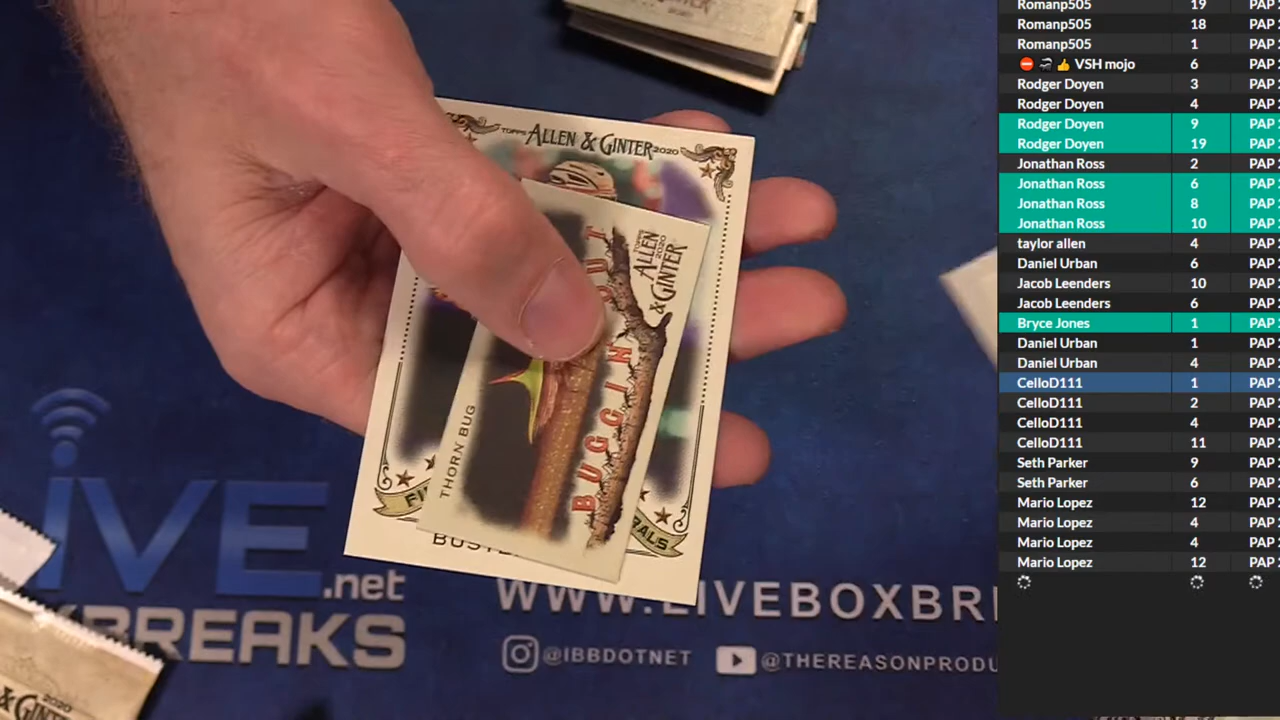 2020
TOPPS ALLEN & GINTER 2020
TOPPS 2020
ALLEN
& GINTER
BUGGIN OUT
THORN BUG
iVE
.net
WWW.LIVEBOXBRE
BREAKS
@IBBDOTNET
@THEREASONPRODU
2020
& GINTER
Romanp505 19 PAP
Romanp505 18 PAP
Romanp505 1 PAP
⛔ VSH mojo 6 PAP
Rodger Doyen 3 PAP
Rodger Doyen 4 PAP
Rodger Doyen 9 PAP
Rodger Doyen 19 PAP
Jonathan Ross 2 PAP
Jonathan Ross 6 PAP
Jonathan Ross 8 PAP
Jonathan Ross 10 PAP
taylor allen 4 PAP
Daniel Urban 6 PAP
Jacob Leenders 10 PAP
Jacob Leenders 6 PAP
Bryce Jones 1 PAP
Daniel Urban 1 PAP
Daniel Urban 4 PAP
CelloD111 1 PAP
CelloD111 2 PAP
CelloD111 4 PAP
CelloD111 11 PAP
Seth Parker 9 PAP
Seth Parker 6 PAP
Mario Lopez 12 PAP
Mario Lopez 4 PAP
Mario Lopez 4 PAP
Mario Lopez 12 PAP